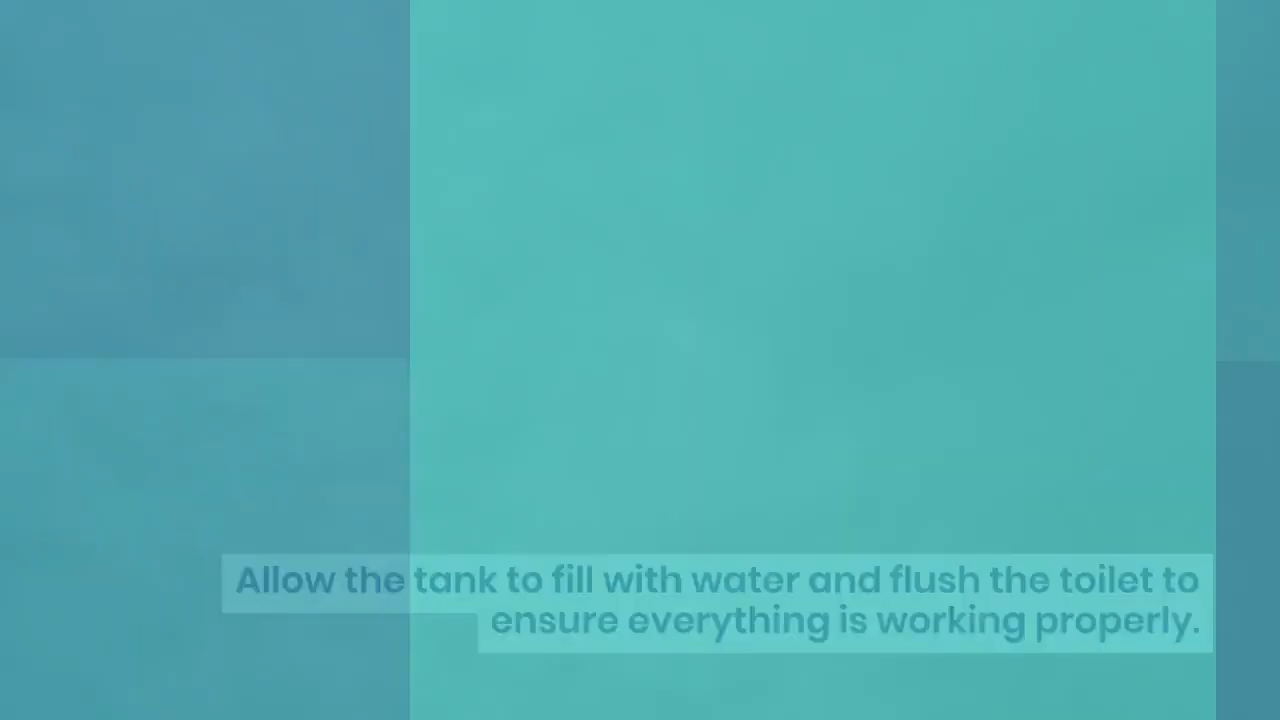 Allow the tank to fill with water and flush the toilet to
ensure everything is working properly.